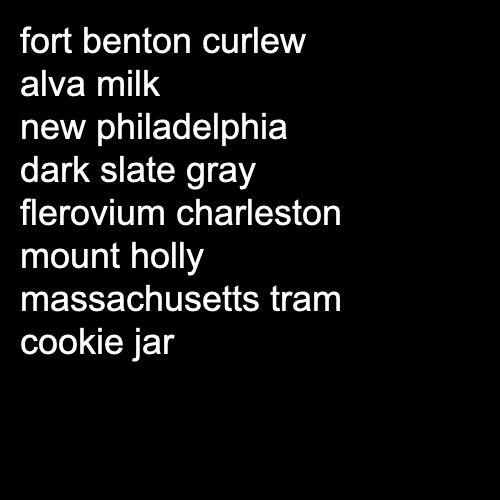 fort benton curlew
alva milk
new philadelphia
dark slate gray
flerovium charleston
mount holly
massachusetts tram
cookie jar